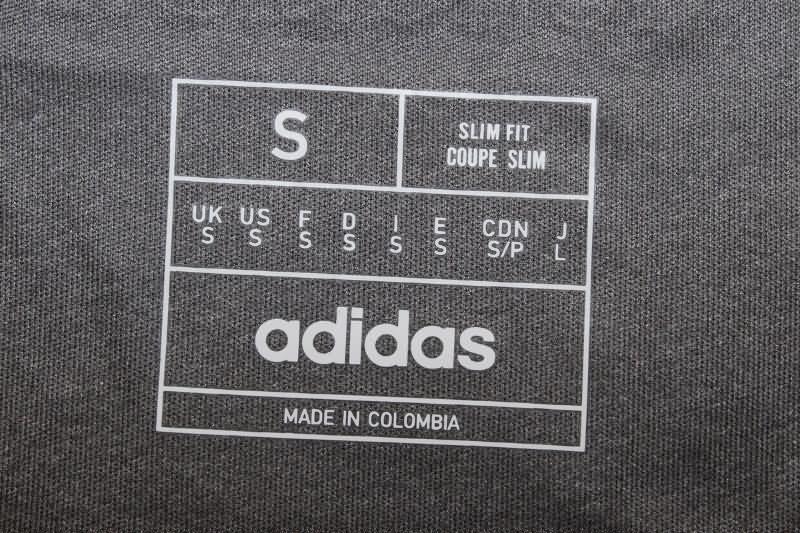 S
SLIM FIT
COUPE SLIM
UK US F D I E CDN J
S S S S S S S/P L
adidas
MADE IN COLOMBIA